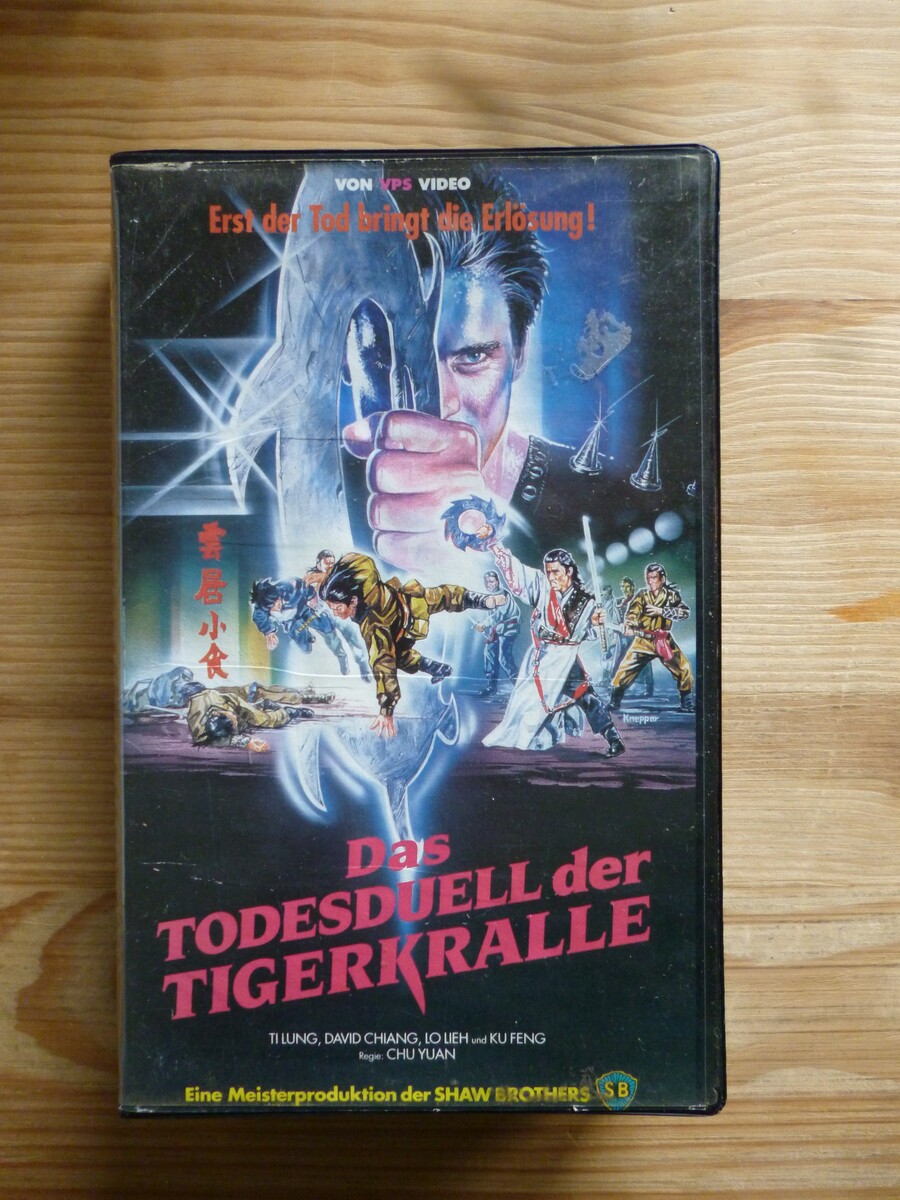 VON VPS VIDEO
Erst der Tod bringt die Erlösung!
雲
居
小
食
Knepper
Das
TODESDUELL der
TIGERKRALLE
TI LUNG, DAVID CHIANG, LO LIEH und KU FENG
Regie: CHU YUAN
Eine Meisterproduktion der SHAW BROTHERS SB